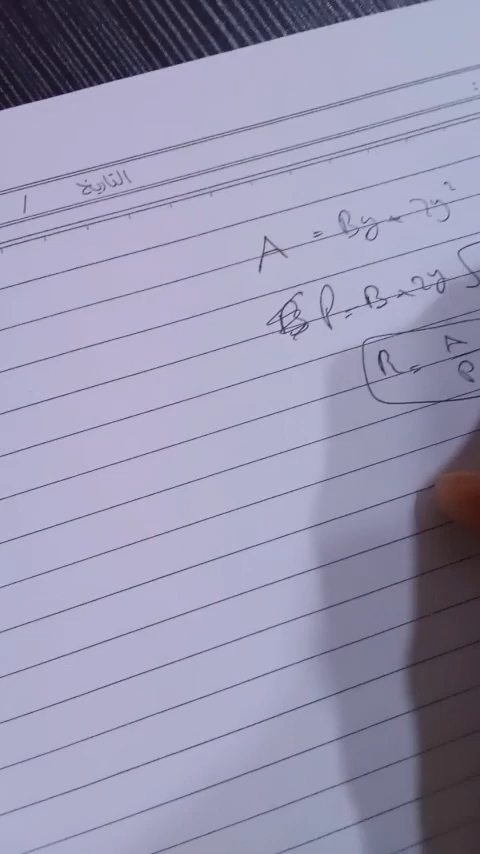 التاريخ /
:
A = By + 2y²
P = B + 2y √
R = A/P